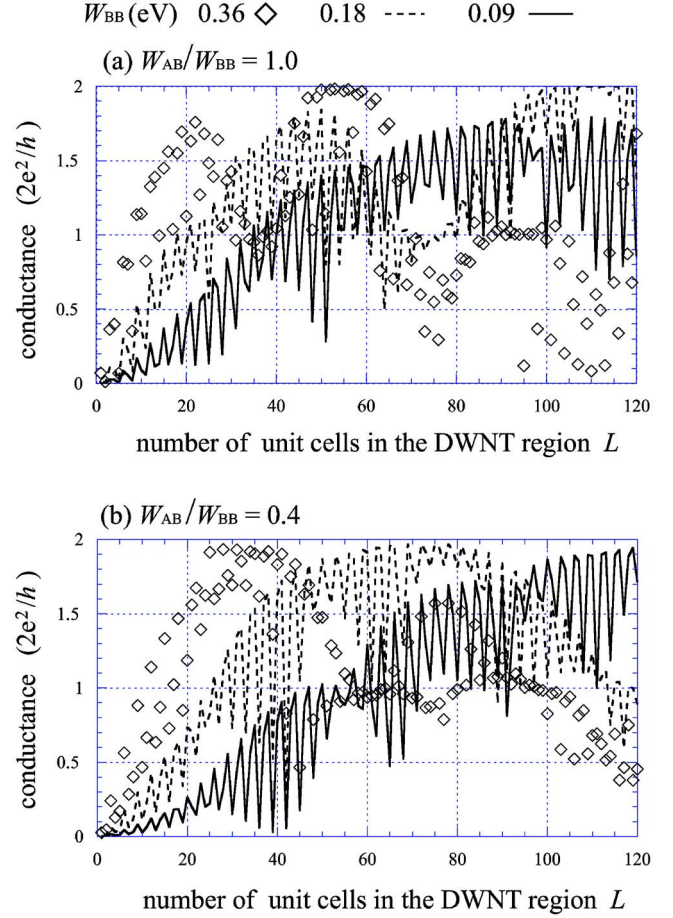 W_BB (eV) 0.36 ◇ 0.18 ---- 0.09 —
(a) W_AB/W_BB = 1.0
2
1.5
1
0.5
0
conductance (2e²/h)
0 20 40 60 80 100 120
number of unit cells in the DWNT region L
(b) W_AB/W_BB = 0.4
2
1.5
1
0.5
0
conductance (2e²/h)
0 20 40 60 80 100 120
number of unit cells in the DWNT region L